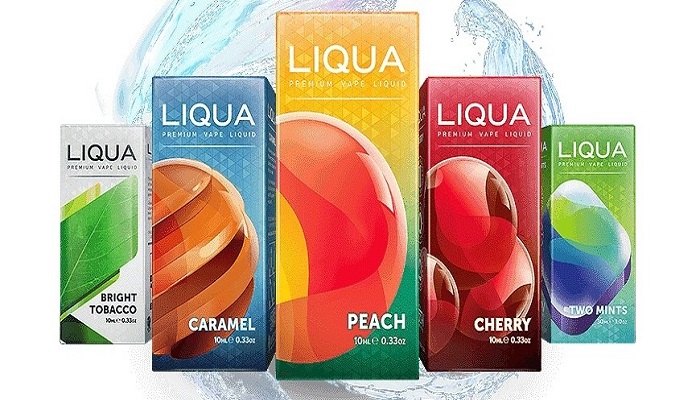 LIQUA
PREMIUM VAPE LIQUID
BRIGHT
TOBACCO
10ML ℮ 0.33oz
LIQUA
PREMIUM VAPE LIQUID
CARAMEL
10ML ℮ 0.33oz
LIQUA
PREMIUM VAPE LIQUID
PEACH
10ML ℮ 0.33oz
LIQUA
PREMIUM VAPE LIQUID
CHERRY
10ML ℮ 0.33oz
LIQUA
PREMIUM VAPE LIQUID
TWO MINTS